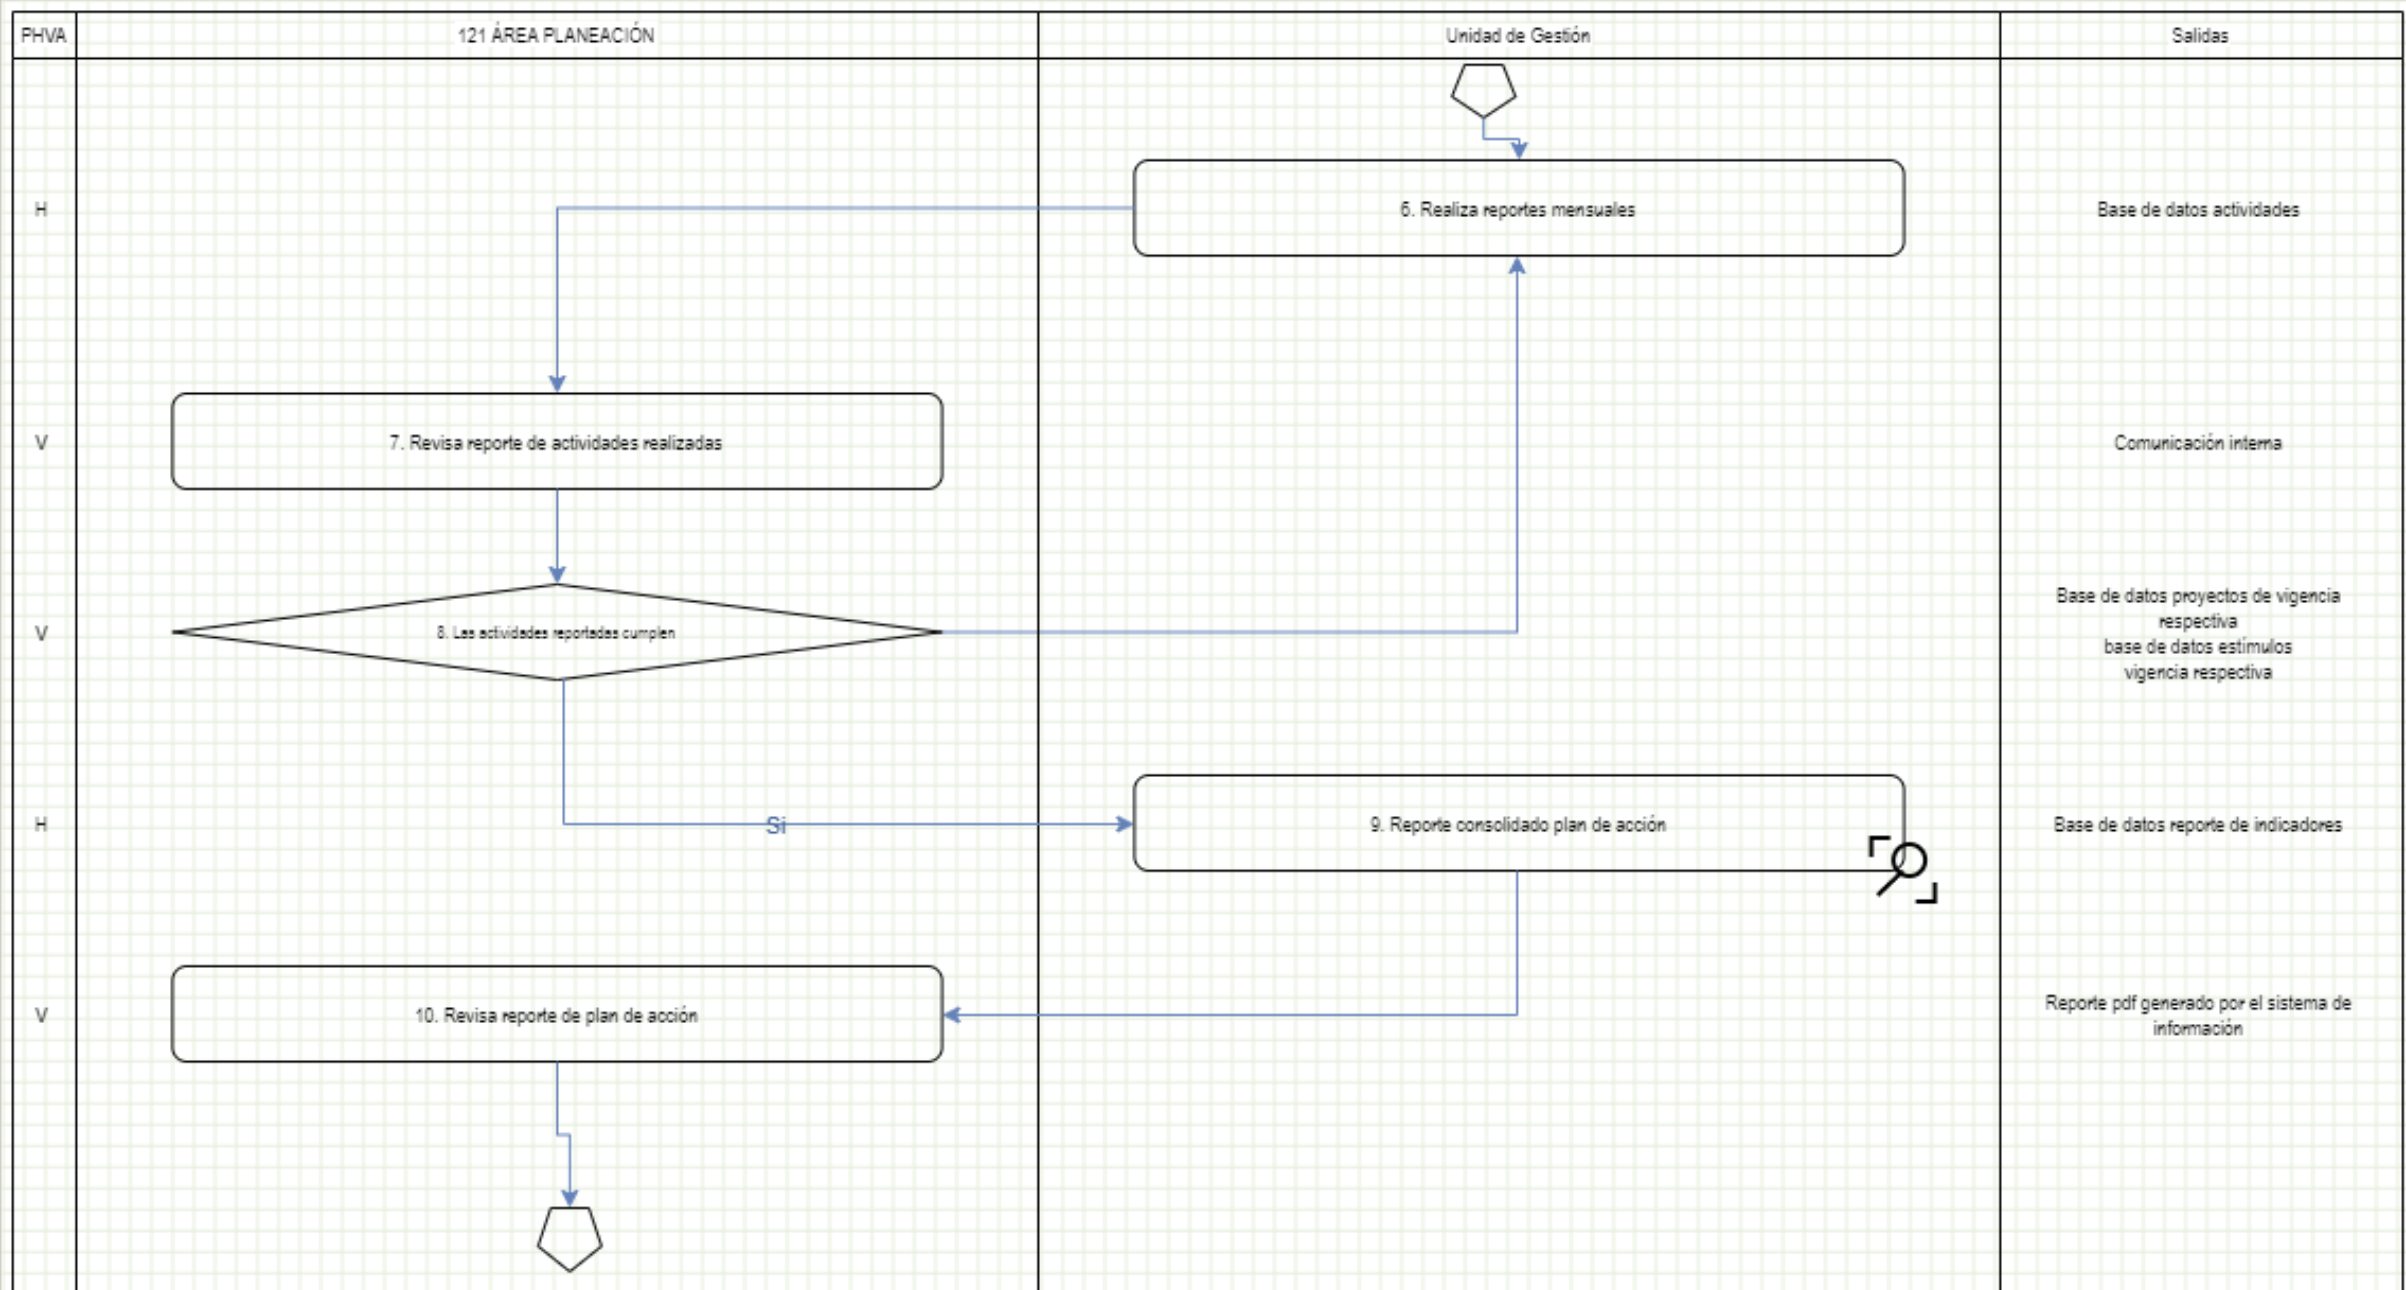 PHVA
121 ÁREA PLANEACIÓN
Unidad de Gestión
Salidas
H
6. Realiza reportes mensuales
Base de datos actividades
V
7. Revisa reporte de actividades realizadas
Comunicación interna
V
8. Las actividades reportadas cumplen
Base de datos proyectos de vigencia
respectiva
base de datos estímulos
vigencia respectiva
H
Si
9. Reporte consolidado plan de acción
Base de datos reporte de indicadores
V
10. Revisa reporte de plan de acción
Reporte pdf generado por el sistema de
información